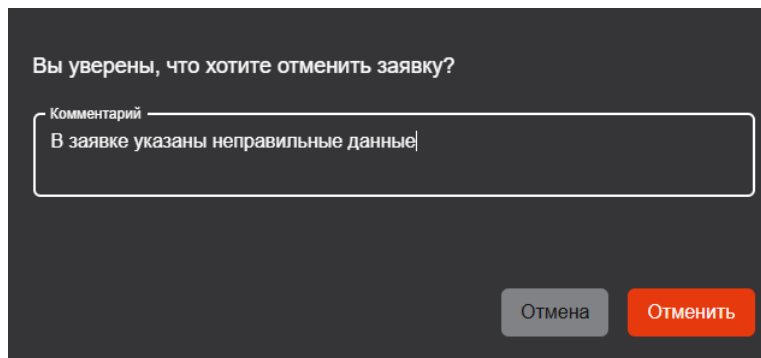 Вы уверены, что хотите отменить заявку?
Комментарий
В заявке указаны неправильные данные
Отмена
Отменить